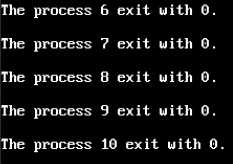 The process 6 exit with 0.
The process 7 exit with 0.
The process 8 exit with 0.
The process 9 exit with 0.
The process 10 exit with 0.